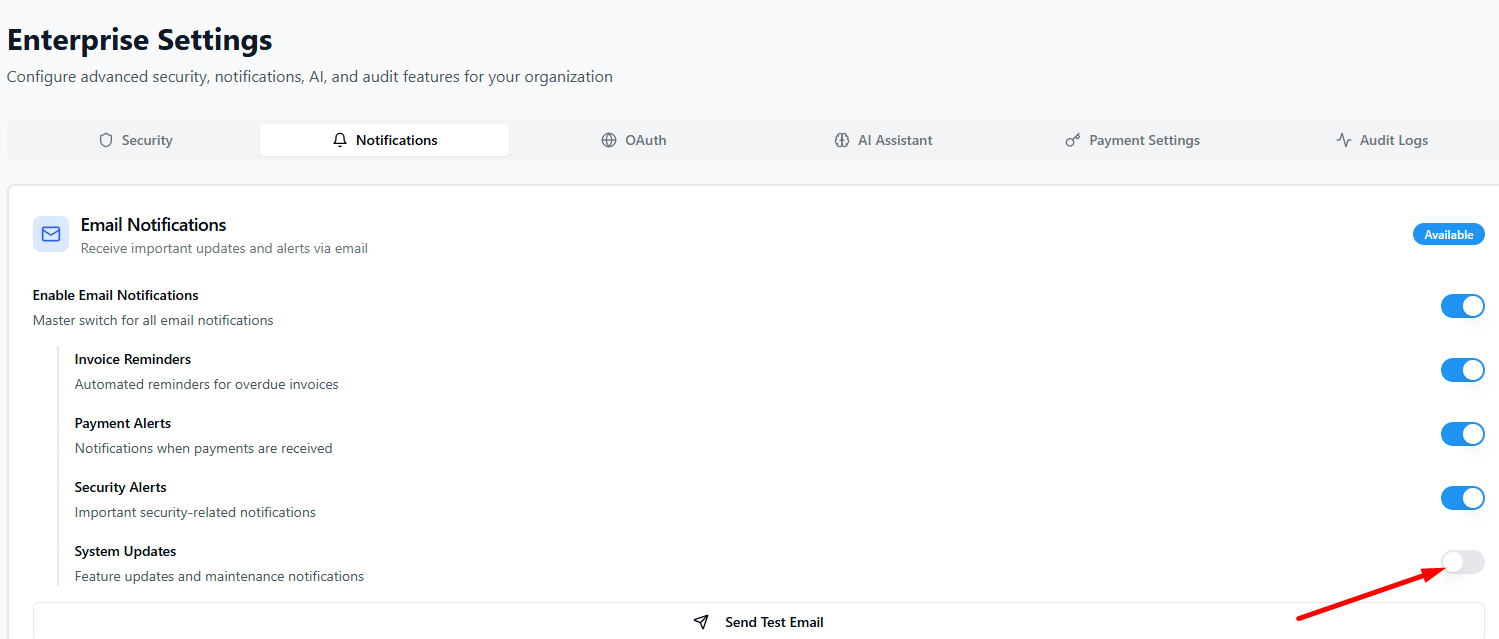 Enterprise Settings
Configure advanced security, notifications, AI, and audit features for your organization
Security
Notifications
OAuth
AI Assistant
Payment Settings
Audit Logs
Email Notifications
Receive important updates and alerts via email
Available
Enable Email Notifications
Master switch for all email notifications
Invoice Reminders
Automated reminders for overdue invoices
Payment Alerts
Notifications when payments are received
Security Alerts
Important security-related notifications
System Updates
Feature updates and maintenance notifications
Send Test Email